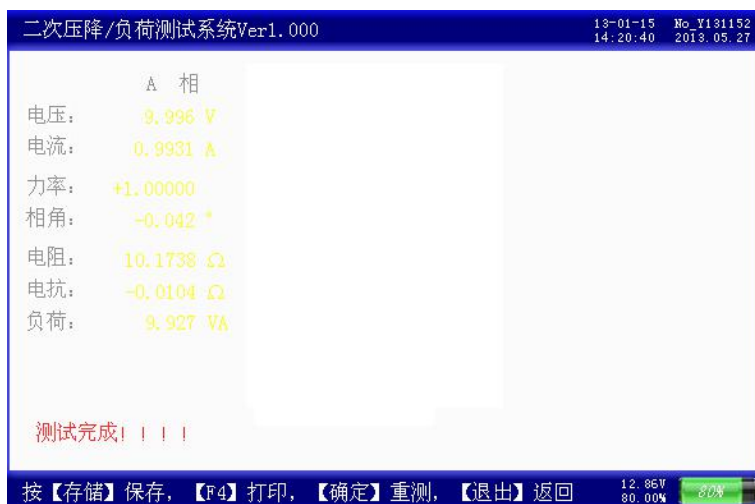 二次压降/负荷测试系统Ver1.000
13-01-15 No_Y131152
14:20:40 2013.05.27
A 相
电压: 9.996 V
电流: 0.9931 A
力率: +1.00000
相角: -0.042 °
电阻: 10.1738 Ω
电抗: -0.0104 Ω
负荷: 9.927 VA
测试完成!!!!
按【存储】保存, 【F4】打印, 【确定】重测, 【退出】返回
12.86V
80.00%
80%